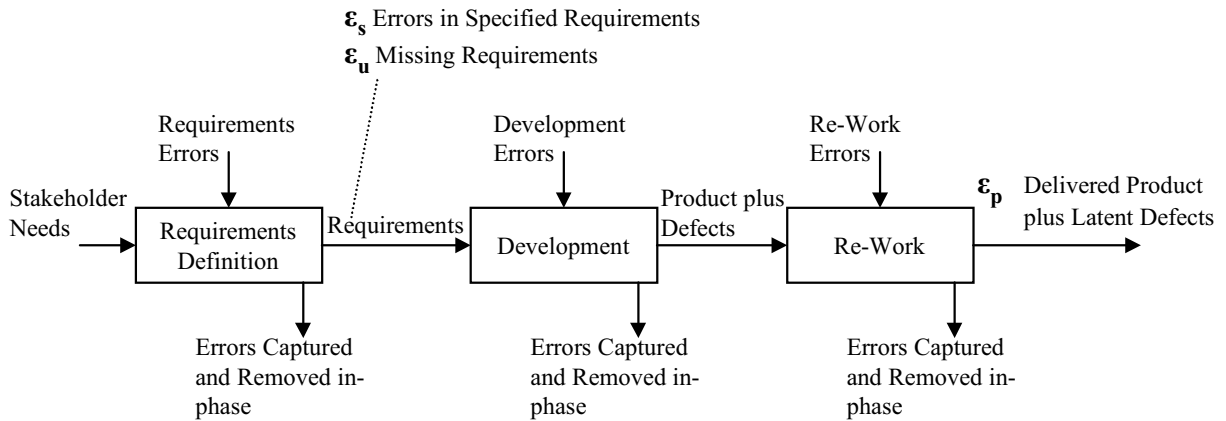 εs Errors in Specified Requirements
εu Missing Requirements
Requirements
Errors
Development
Errors
Re-Work
Errors
Stakeholder
Needs
Requirements
Definition
Requirements
Development
Product plus
Defects
Re-Work
εp Delivered Product
plus Latent Defects
Errors Captured
and Removed in-
phase
Errors Captured
and Removed in-
phase
Errors Captured
and Removed in-
phase